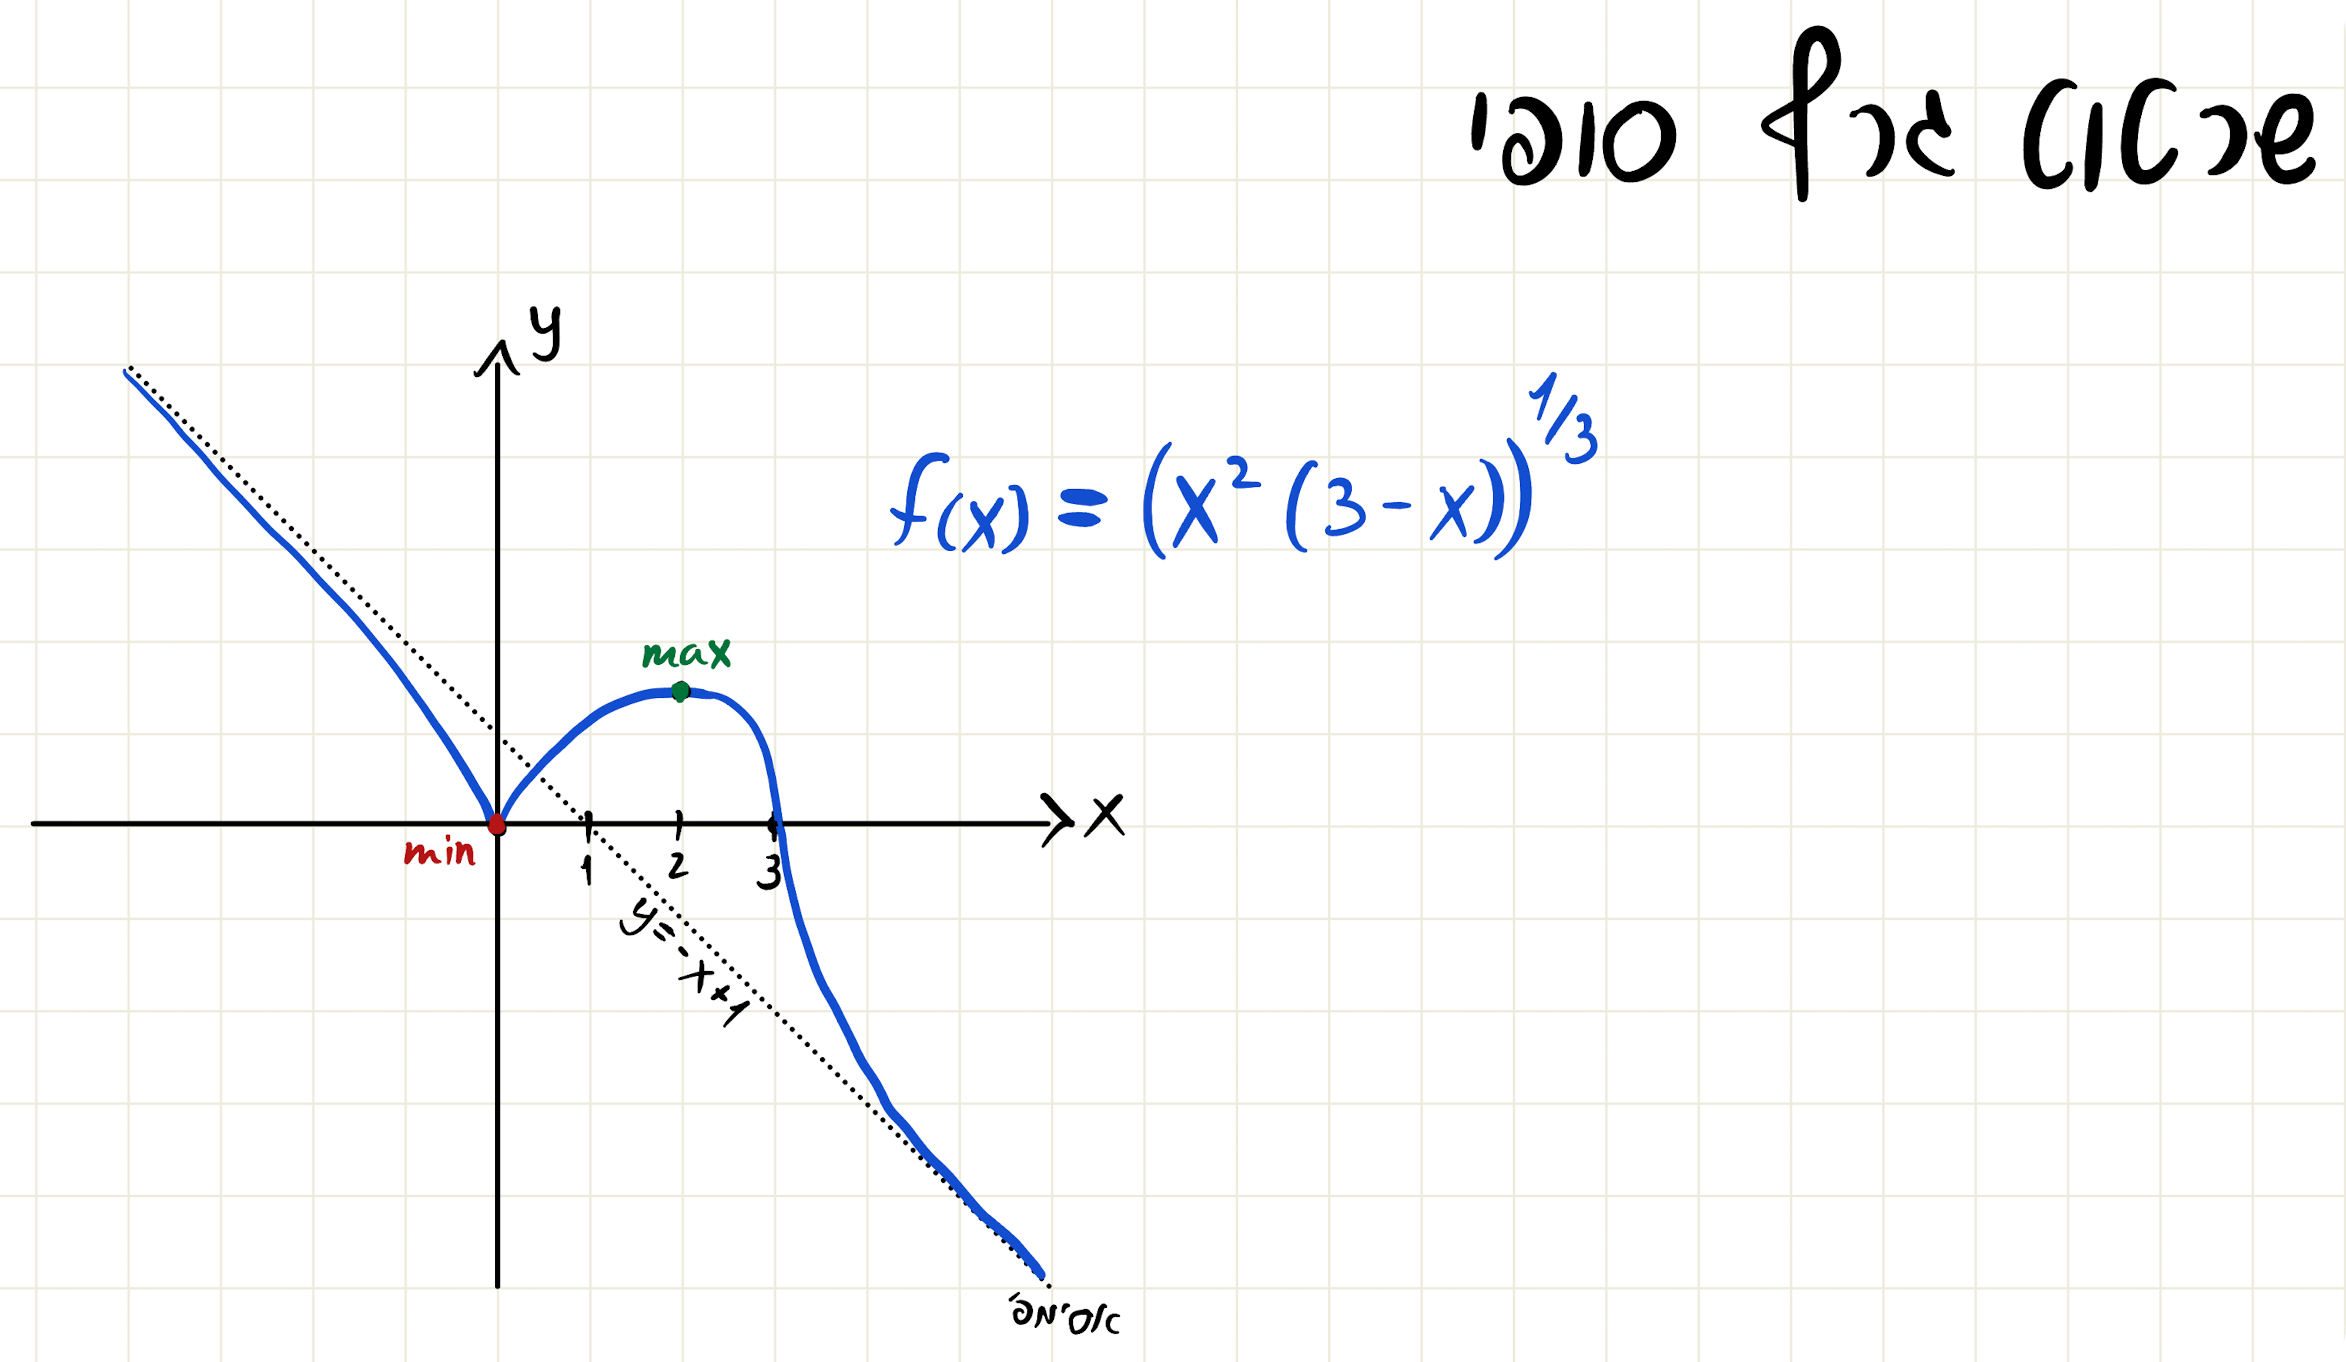 שרטוט גרף סופי
y
f(x) = (x² (3-x))^1/3
max
x
min
1 2 3
y=-x+1
אסימפ'